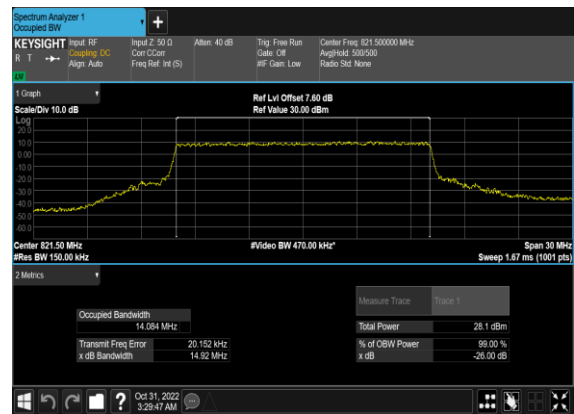 Spectrum Analyzer 1
Occupied BW
+
KEYSIGHT
R T
LXI
Input: RF
Coupling: DC
Align: Auto
Input Z: 50 Ω
Corr CCorr
Freq Ref: Int (S)
Atten: 40 dB
Trig: Free Run
Gate: Off
#IF Gain: Low
Center Freq: 821.500000 MHz
Avg|Hold: 500/500
Radio Std: None
1 Graph
Scale/Div 10.0 dB
Ref Lvl Offset 7.60 dB
Ref Value 30.00 dBm
Log
20.0
10.0
0.00
-10.0
-20.0
-30.0
-40.0
-50.0
-60.0
Center 821.50 MHz
#Res BW 150.00 kHz
#Video BW 470.00 kHz*
Span 30 MHz
Sweep 1.67 ms (1001 pts)
2 Metrics
Occupied Bandwidth
14.084 MHz
Transmit Freq Error 20.152 kHz
x dB Bandwidth 14.92 MHz
Measure Trace Trace 1
Total Power 28.1 dBm
% of OBW Power 99.00 %
x dB -26.00 dB
?
Oct 31, 2022
3:29:47 AM